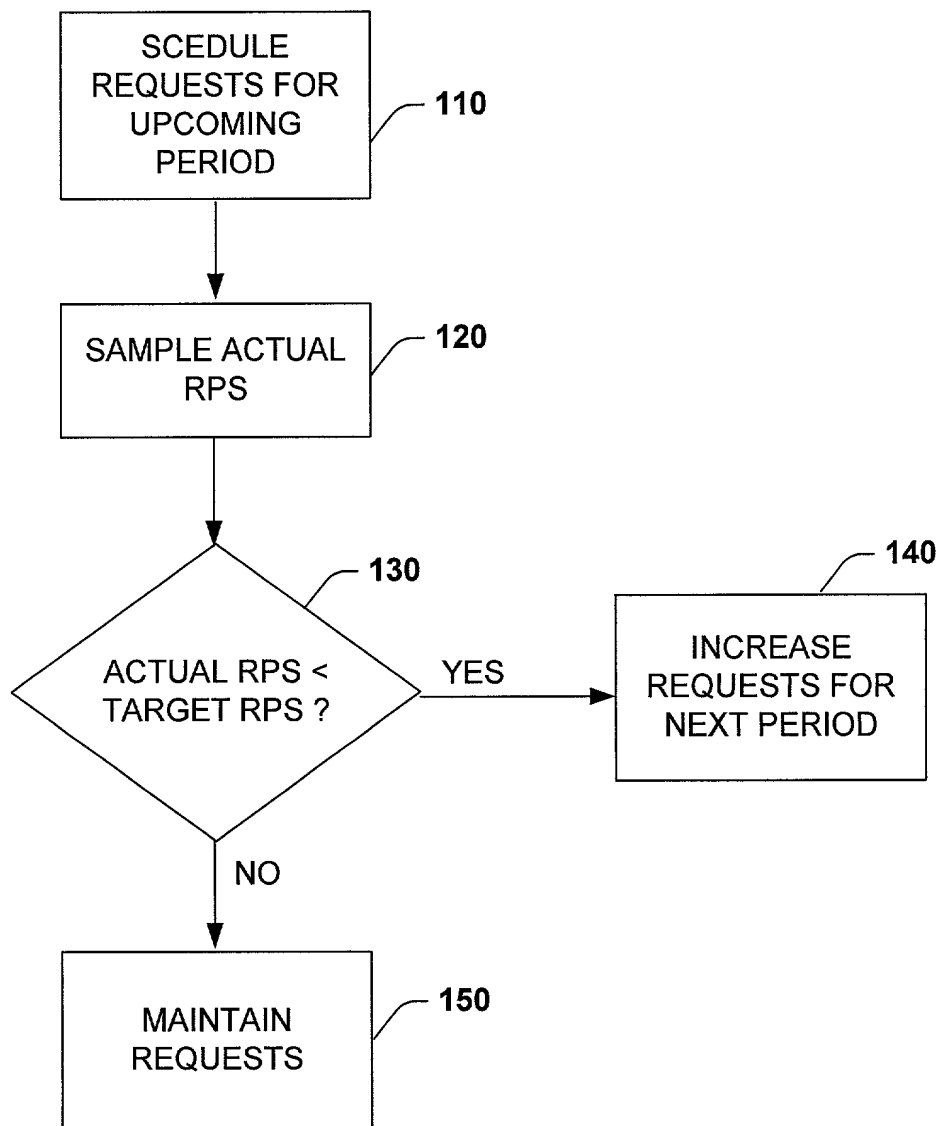 SCEDULE
REQUESTS FOR
UPCOMING
PERIOD
110
SAMPLE ACTUAL
RPS
120
130
ACTUAL RPS <
TARGET RPS ?
YES
140
INCREASE
REQUESTS FOR
NEXT PERIOD
NO
MAINTAIN
REQUESTS
150